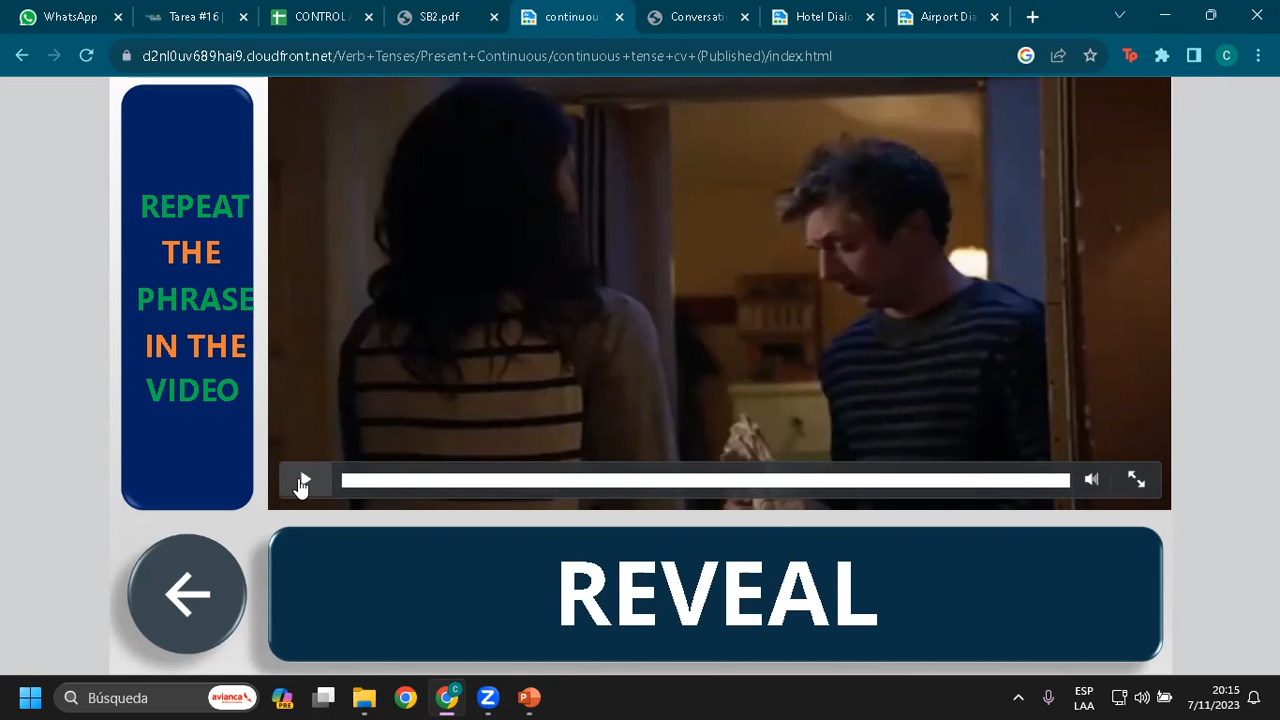 WhatsApp
Tarea #16
CONTROL
SB2.pdf
continuou
Conversati
Hotel Dialo
Airport Dia
d2nl0uv689hai9.cloudfront.net/Verb+Tenses/Present+Continuous/continuous+tense+cv+(Published)/index.html
C
REPEAT
THE
PHRASE
IN THE
VIDEO
REVEAL
Búsqueda
avianca
PRE
C
ESP
LAA
20:15
7/11/2023